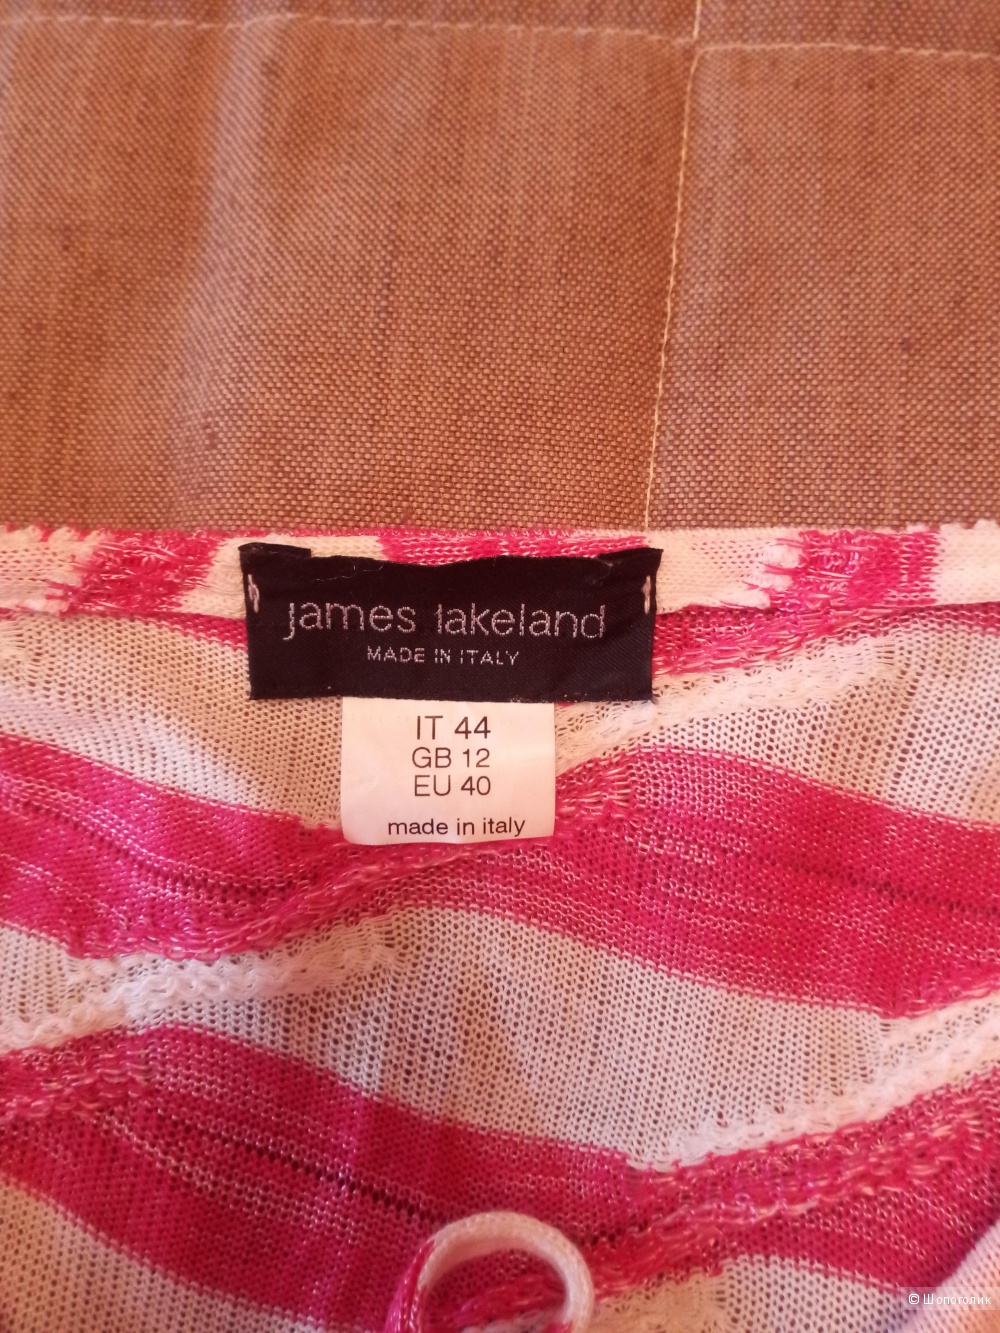 james lakeland
MADE IN ITALY
IT 44
GB 12
EU 40
made in italy
© Шопоголик